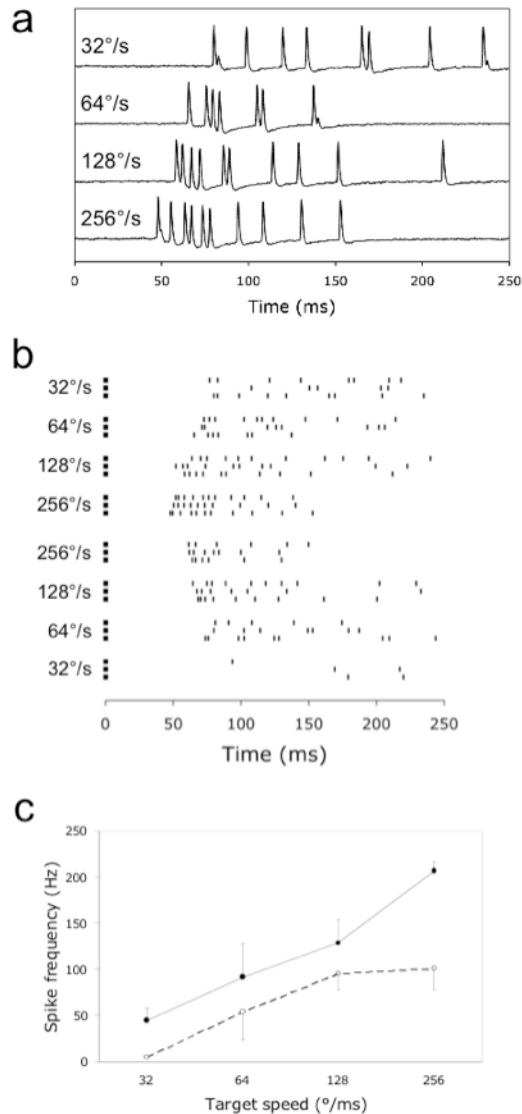 a
32°/s
64°/s
128°/s
256°/s
0 50 100 150 200 250
Time (ms)
b
32°/s
64°/s
128°/s
256°/s
256°/s
128°/s
64°/s
32°/s
0 50 100 150 200 250
Time (ms)
c
Spike frequency (Hz)
250
200
150
100
50
0
32 64 128 256
Target speed (°/ms)